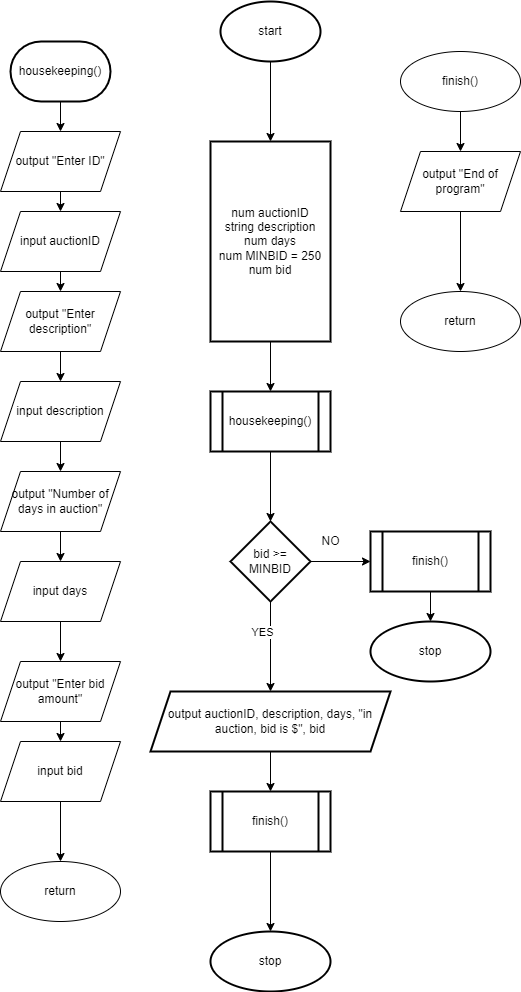 housekeeping()
output "Enter ID"
input auctionID
output "Enter
description"
input description
output "Number of
days in auction"
input days
output "Enter bid
amount"
input bid
return
start
num auctionID
string description
num days
num MINBID = 250
num bid
housekeeping()
bid >=
MINBID
NO
finish()
stop
YES
output auctionID, description, days, "in
auction, bid is $", bid
finish()
stop
finish()
output "End of
program"
return